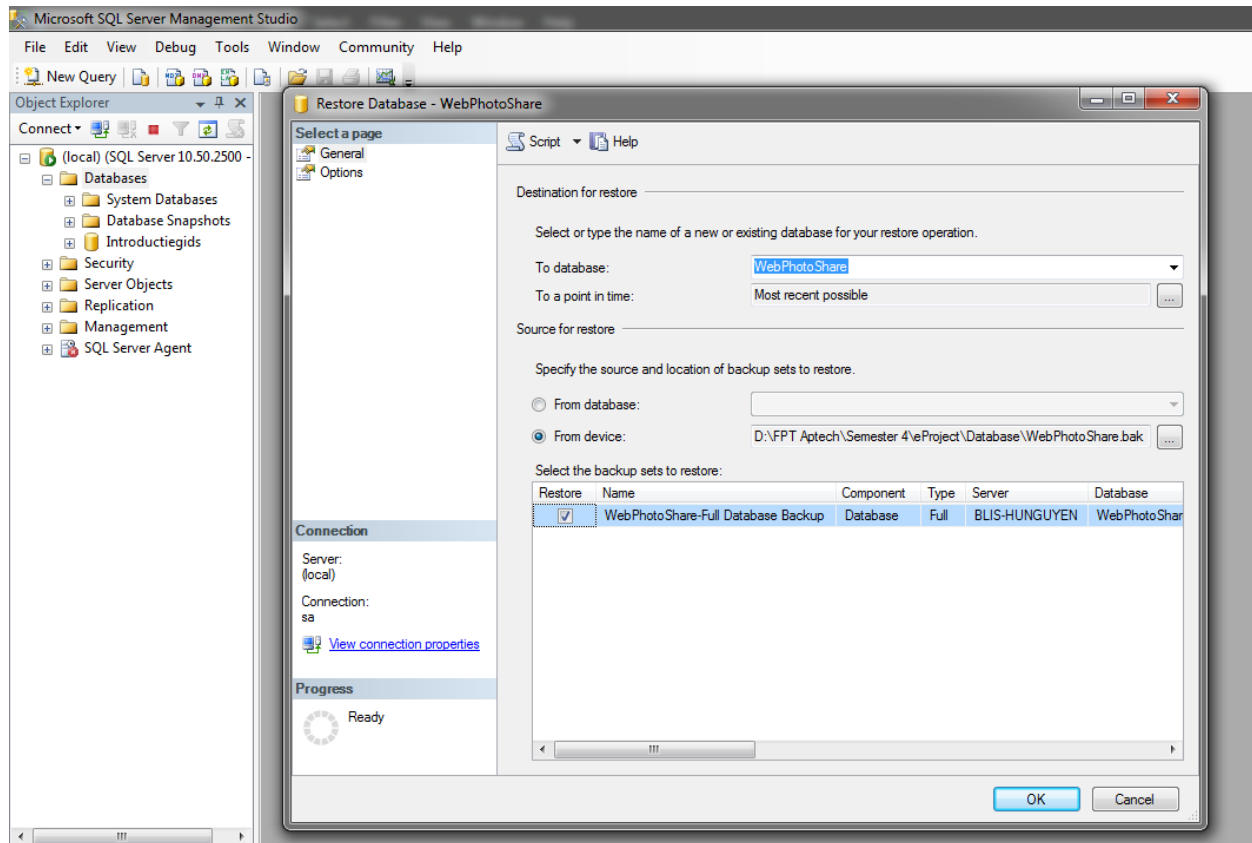 Microsoft SQL Server Management Studio
File Edit View Debug Tools Window Community Help
New Query
Object Explorer
Connect
(local) (SQL Server 10.50.2500 -
Databases
System Databases
Database Snapshots
Introductiegids
Security
Server Objects
Replication
Management
SQL Server Agent
Restore Database - WebPhotoShare
Select a page
General
Options
Script Help
Destination for restore
Select or type the name of a new or existing database for your restore operation.
To database: WebPhotoShare
To a point in time: Most recent possible ...
Source for restore
Specify the source and location of backup sets to restore.
From database:
From device: D:\FPT Aptech\Semester 4\eProject\Database\WebPhotoShare.bak ...
Select the backup sets to restore:
Restore Name Component Type Server Database
WebPhotoShare-Full Database Backup Database Full BLIS-HUNGUYEN WebPhotoShar
Connection
Server:
(local)
Connection:
sa
View connection properties
Progress
Ready
OK Cancel